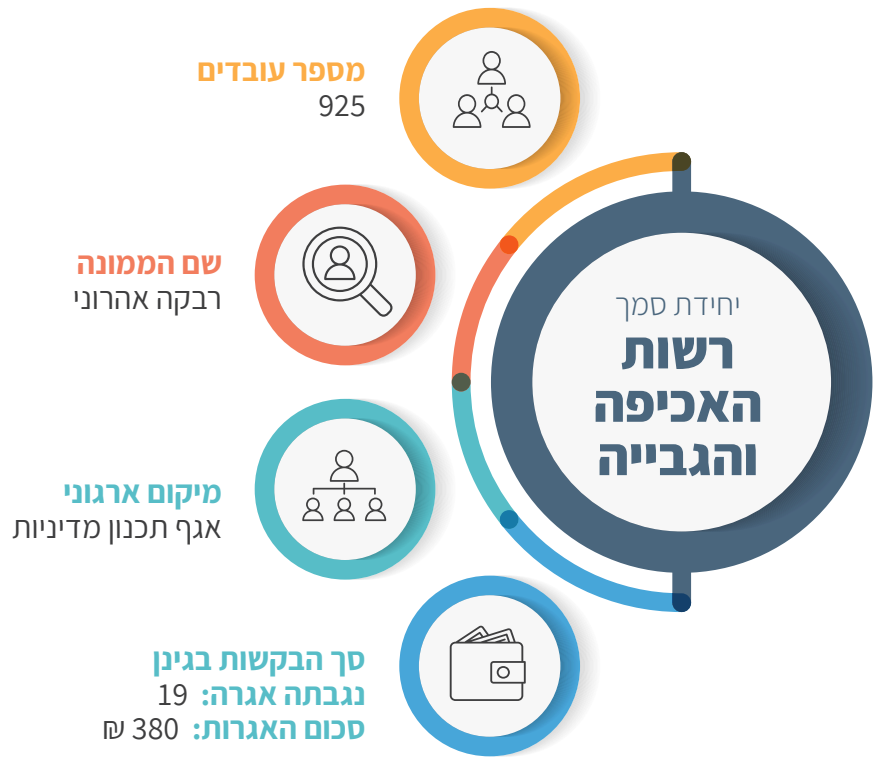 יחידת סמך
רשות
האכיפה
והגבייה
מספר עובדים
925
שם הממונה
רבקה אהרוני
מיקום ארגוני
אגף תכנון מדיניות
סך הבקשות בגינן
נגבתה אגרה: 19
סכום האגרות: 380 ₪